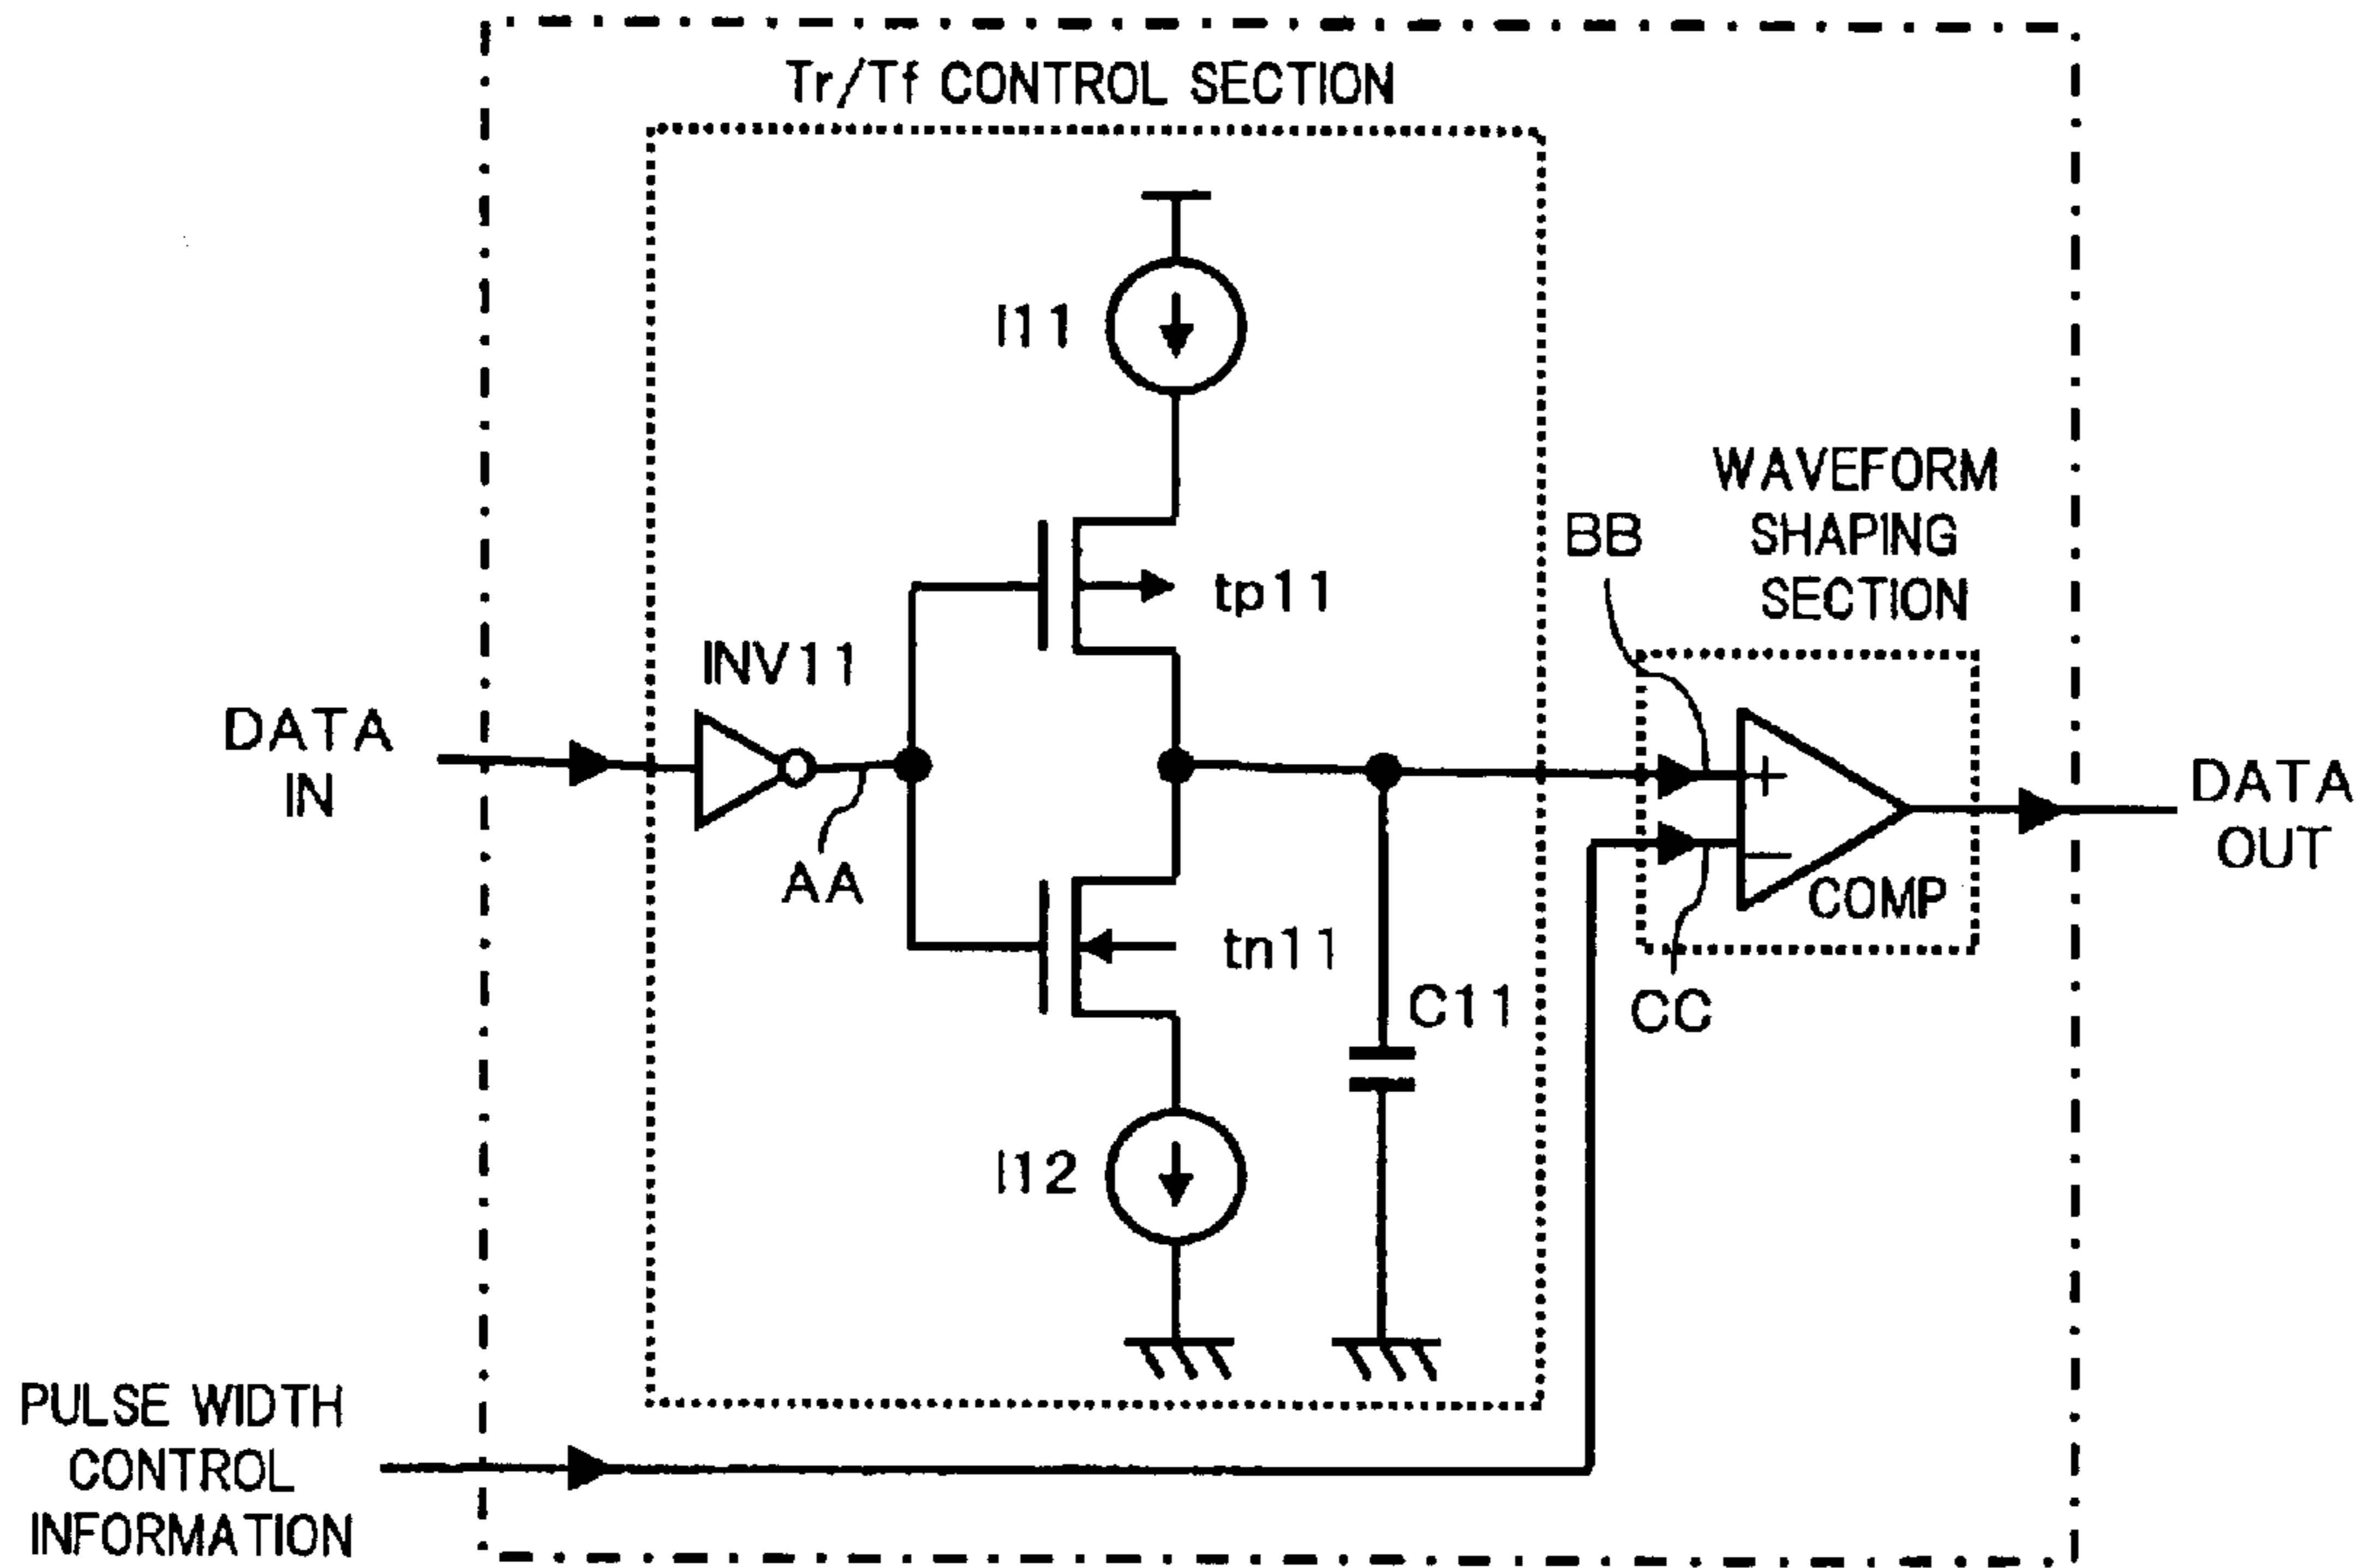 Tr/Tf CONTROL SECTION
I11
WAVEFORM
SHAPING
SECTION
BB
tp11
INV11
DATA
IN
AA
+
−
COMP
DATA
OUT
tn11
C11
CC
I12
PULSE WIDTH
CONTROL
INFORMATION